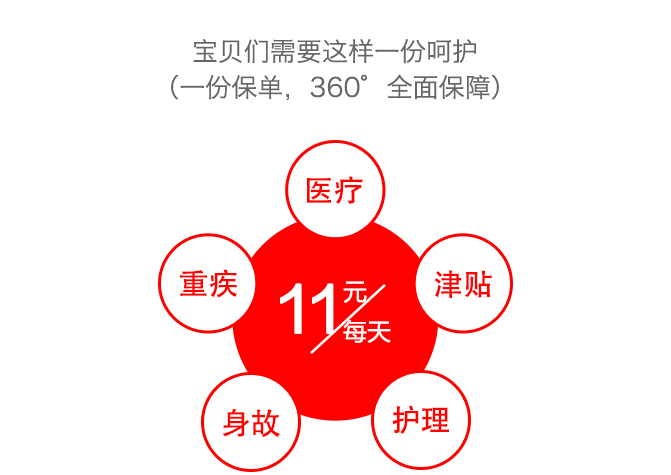 宝贝们需要这样一份呵护
（一份保单，360°全面保障）
医疗
重疾
津贴
11元/每天
身故
护理